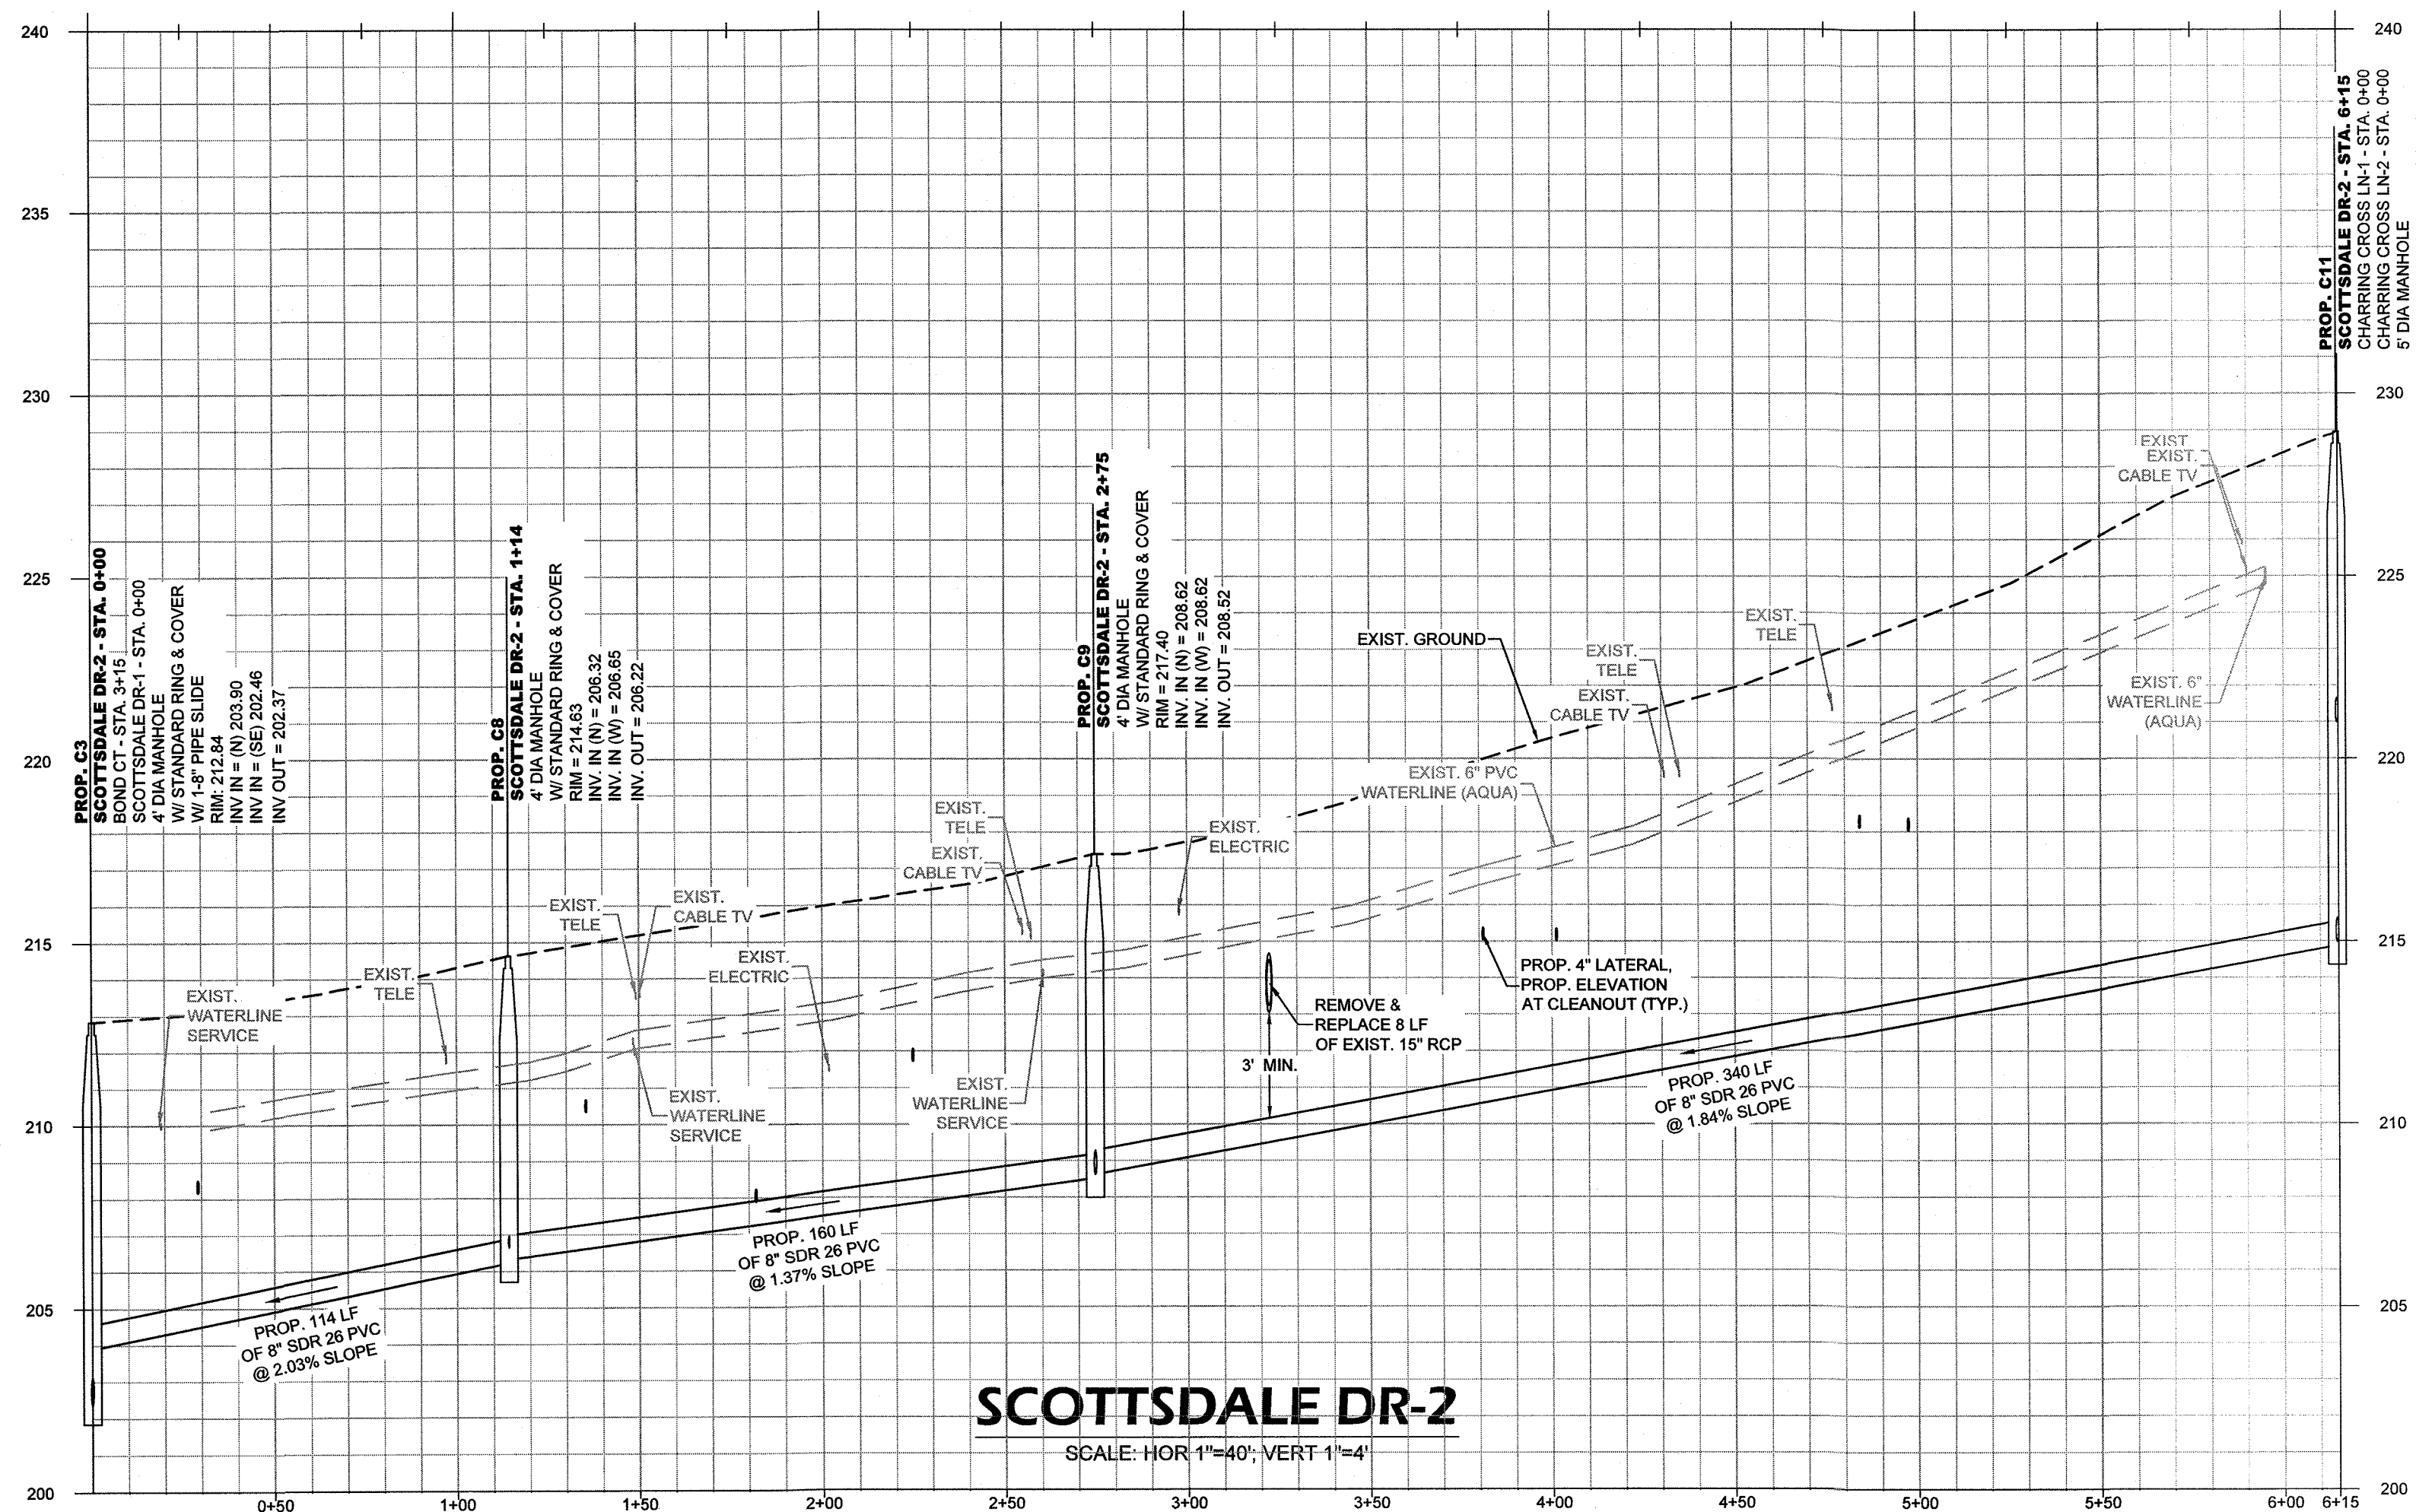 240
235
230
225
220
215
210
205
200
240
230
225
220
215
210
205
200
PROP. C3
SCOTTSDALE DR-2 - STA. 0+00
BOND CT - STA. 3+15
SCOTTSDALE DR-1 - STA. 0+00
4' DIA MANHOLE
W/ STANDARD RING & COVER
W/ 1-8" PIPE SLIDE
RIM: 212.84
INV IN = (N) 203.90
INV IN = (SE) 202.46
INV OUT = 202.37
PROP. C8
SCOTTSDALE DR-2 - STA. 1+14
4' DIA MANHOLE
W/ STANDARD RING & COVER
RIM = 214.63
INV. IN (N) = 206.32
INV. IN (W) = 206.65
INV. OUT = 206.22
PROP. C9
SCOTTSDALE DR-2 - STA. 2+75
4' DIA MANHOLE
W/ STANDARD RING & COVER
RIM = 217.40
INV. IN (N) = 208.62
INV. IN (W) = 208.62
INV. OUT = 208.52
PROP. C11
SCOTTSDALE DR-2 - STA. 6+15
CHARRING CROSS LN-1 - STA. 0+00
CHARRING CROSS LN-2 - STA. 0+00
5' DIA MANHOLE
EXIST.
WATERLINE
SERVICE
EXIST.
TELE
EXIST.
TELE
EXIST.
CABLE TV
EXIST.
ELECTRIC
EXIST.
WATERLINE
SERVICE
EXIST.
TELE
EXIST.
CABLE TV
EXIST.
WATERLINE
SERVICE
EXIST.
ELECTRIC
EXIST. GROUND
EXIST. 6" PVC
WATERLINE (AQUA)
EXIST.
TELE
EXIST.
CABLE TV
EXIST.
TELE
EXIST.
EXIST.
CABLE TV
EXIST. 6"
WATERLINE
(AQUA)
REMOVE &
REPLACE 8 LF
OF EXIST. 15" RCP
3' MIN.
PROP. 4" LATERAL,
PROP. ELEVATION
AT CLEANOUT (TYP.)
PROP. 114 LF
OF 8" SDR 26 PVC
@ 2.03% SLOPE
PROP. 160 LF
OF 8" SDR 26 PVC
@ 1.37% SLOPE
PROP. 340 LF
OF 8" SDR 26 PVC
@ 1.84% SLOPE
SCOTTSDALE DR-2
SCALE: HOR 1"=40'; VERT 1"=4'
0+50 1+00 1+50 2+00 2+50 3+00 3+50 4+00 4+50 5+00 5+50 6+00 6+15